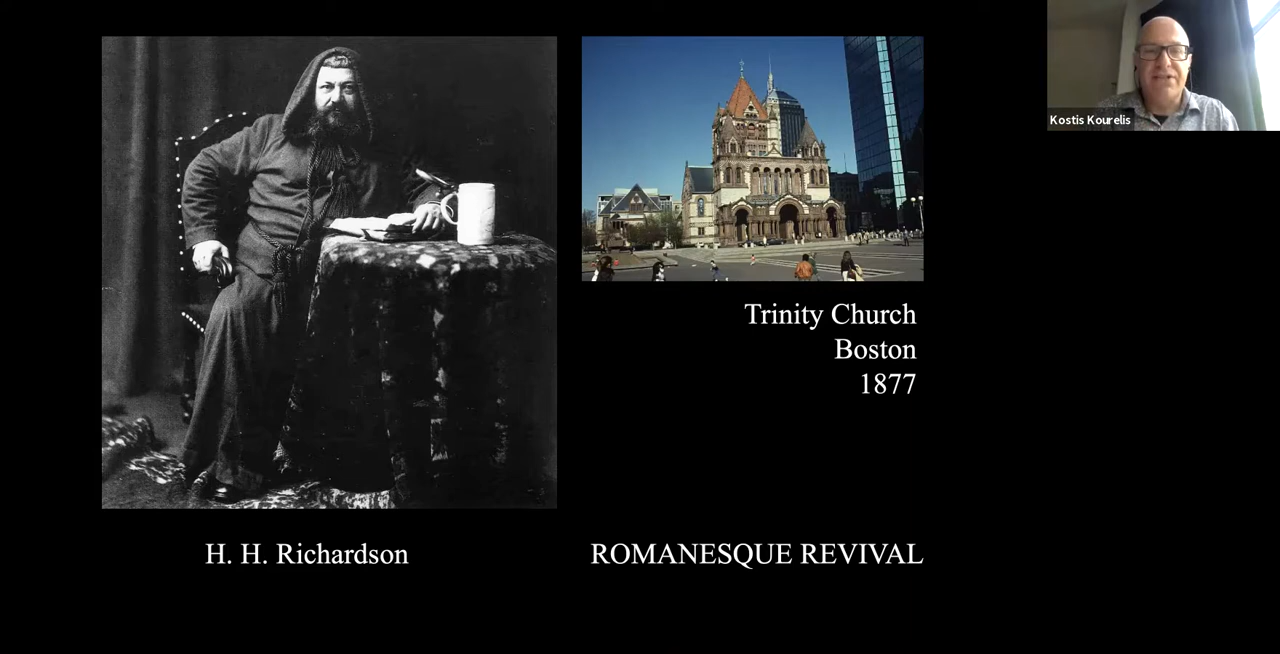 Kostis Kourelis
Trinity Church
Boston
1877
H. H. Richardson
ROMANESQUE REVIVAL